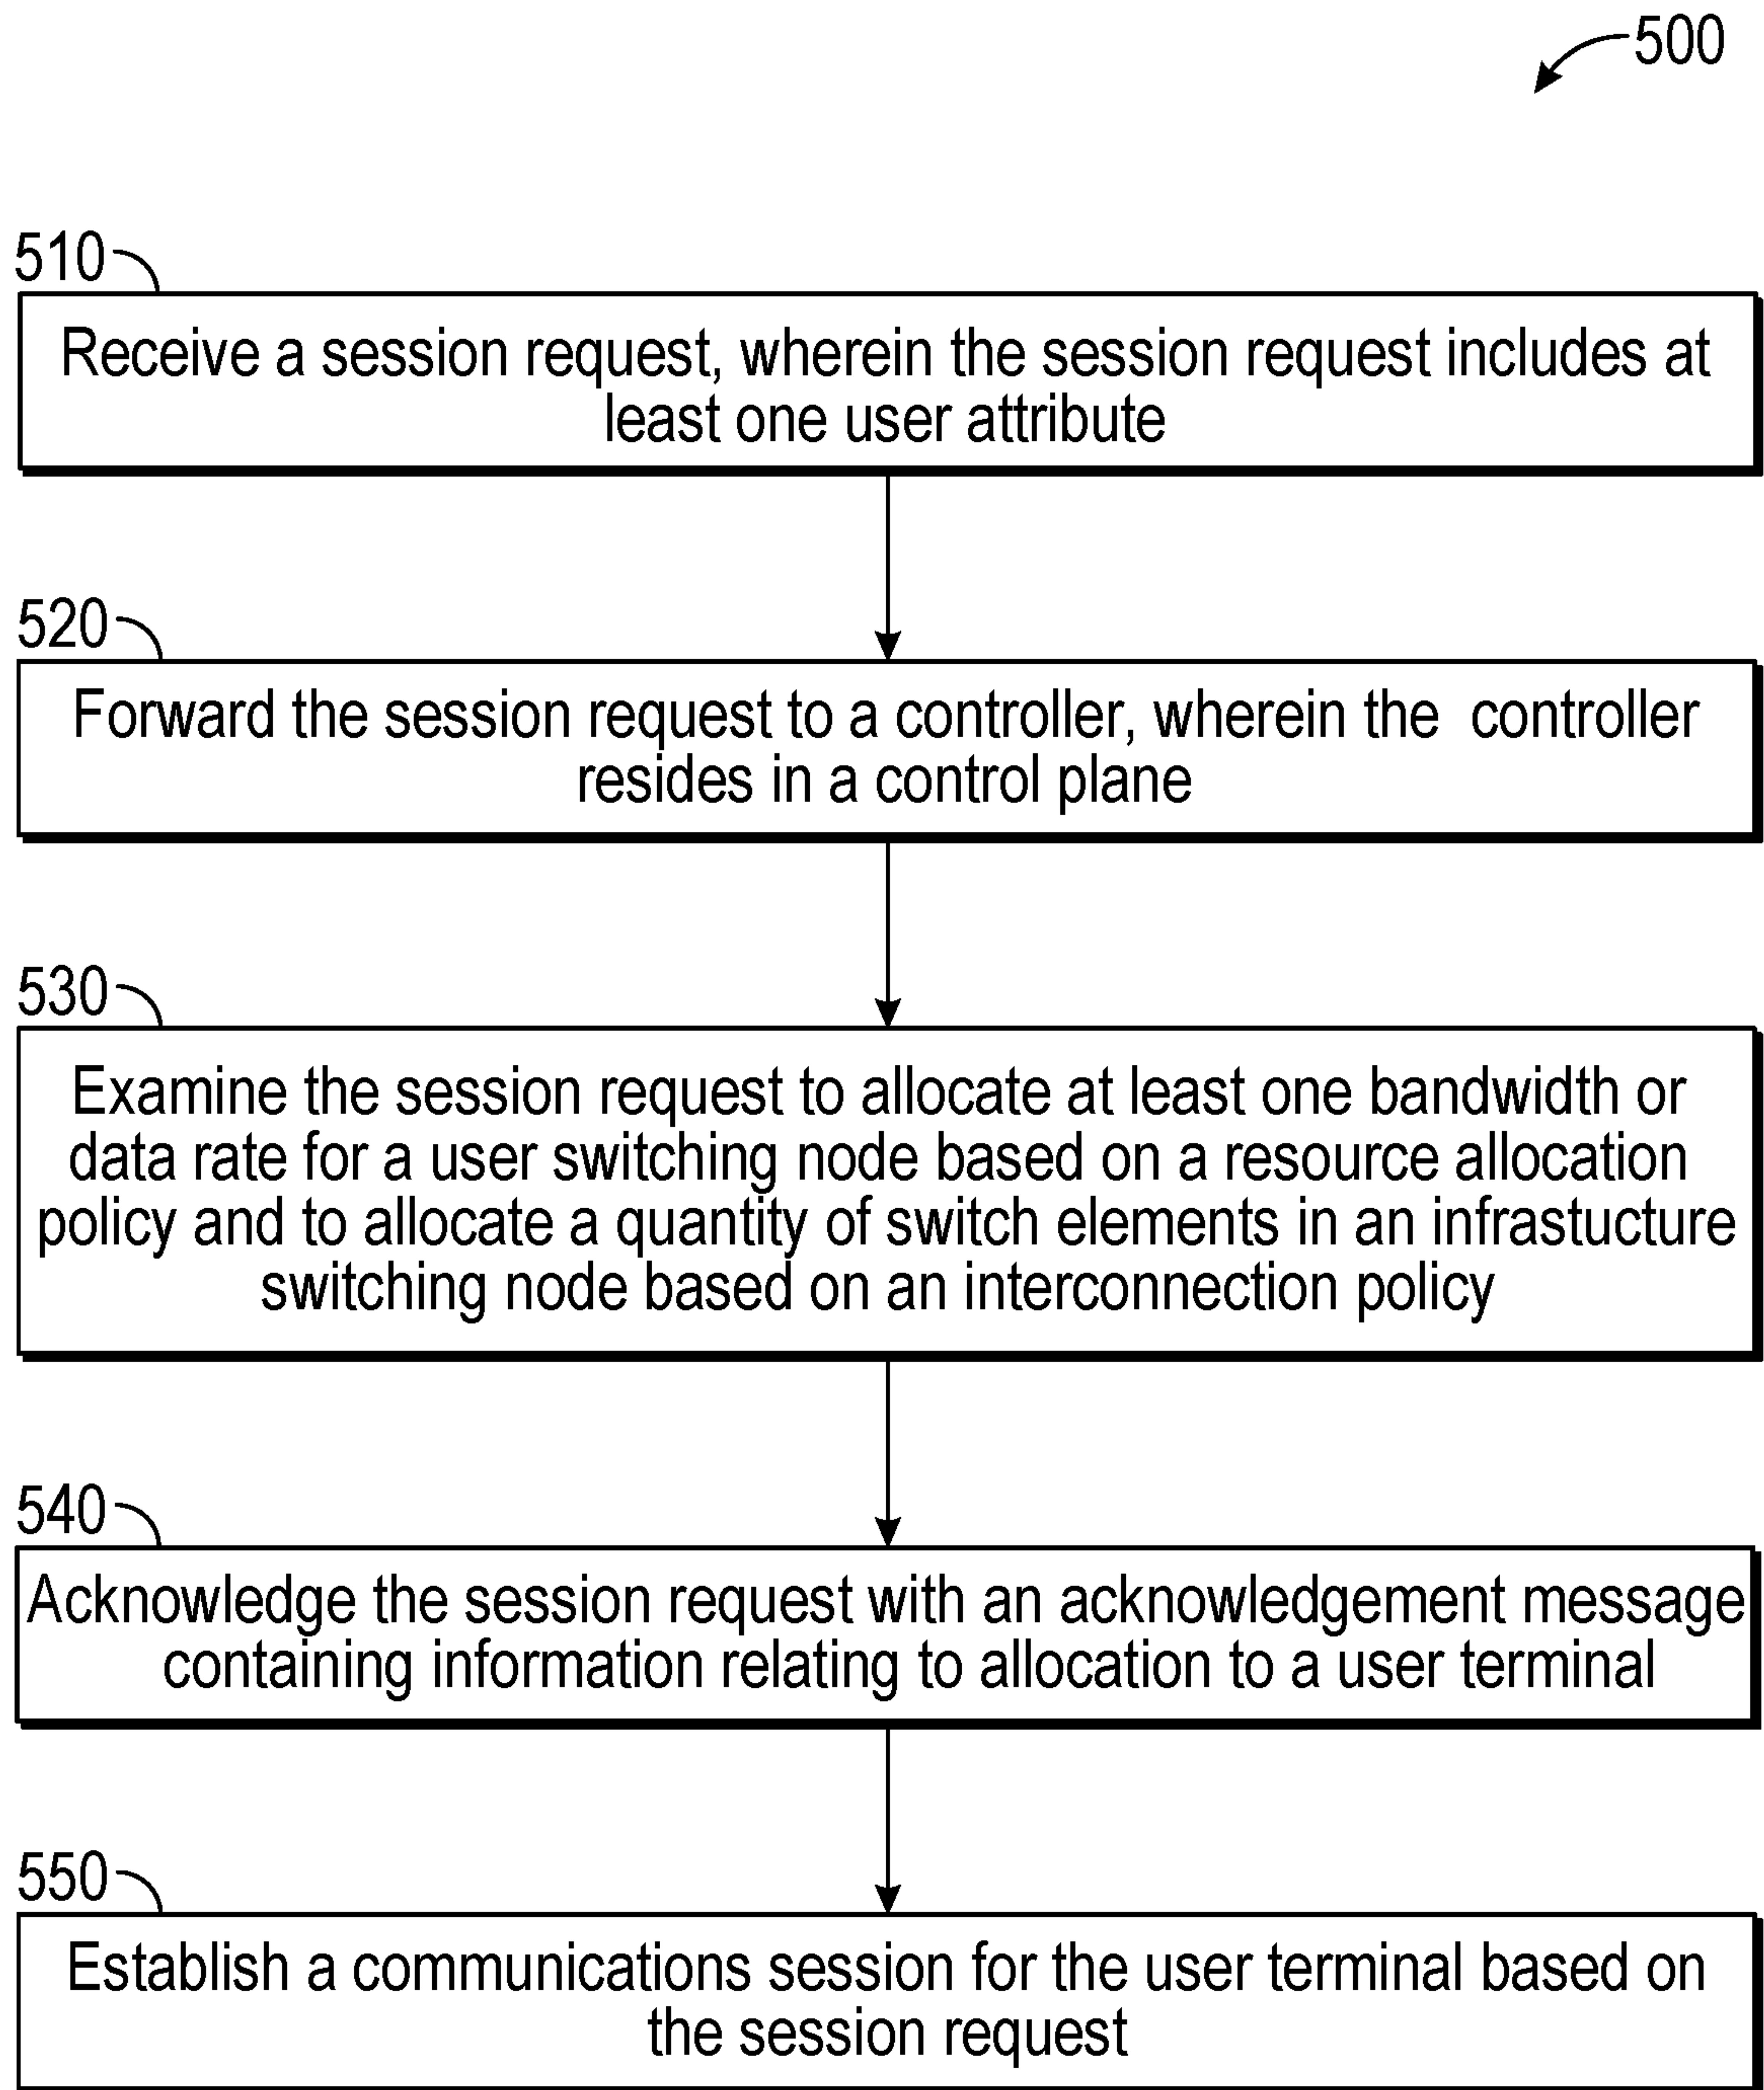 500
510
Receive a session request, wherein the session request includes at
least one user attribute
520
Forward the session request to a controller, wherein the controller
resides in a control plane
530
Examine the session request to allocate at least one bandwidth or
data rate for a user switching node based on a resource allocation
policy and to allocate a quantity of switch elements in an infrastucture
switching node based on an interconnection policy
540
Acknowledge the session request with an acknowledgement message
containing information relating to allocation to a user terminal
550
Establish a communications session for the user terminal based on
the session request